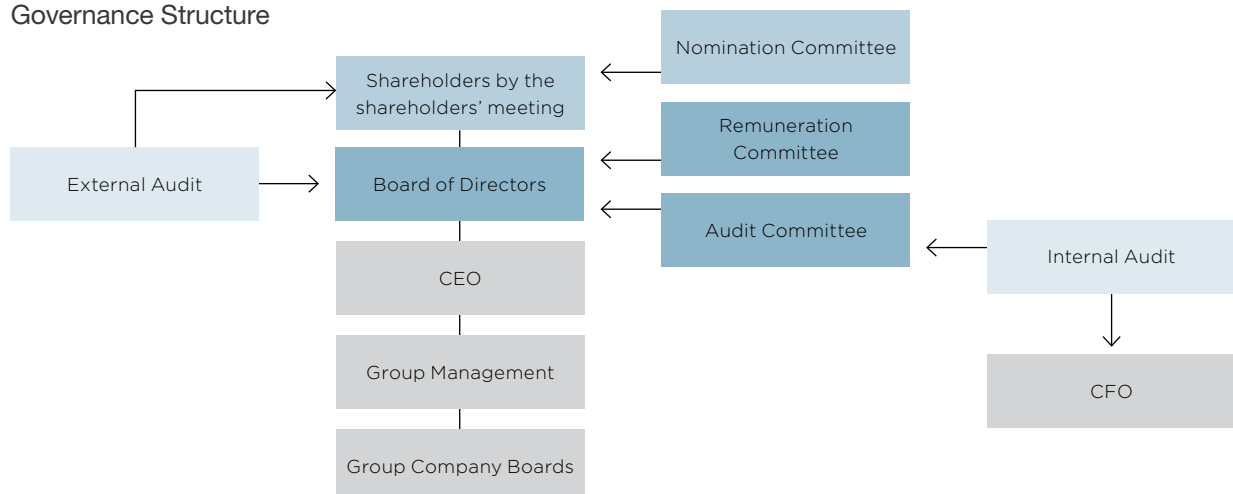 Governance Structure
Nomination Committee
Shareholders by the
shareholders’ meeting
Remuneration
Committee
External Audit
Board of Directors
Audit Committee
Internal Audit
CEO
Group Management
CFO
Group Company Boards